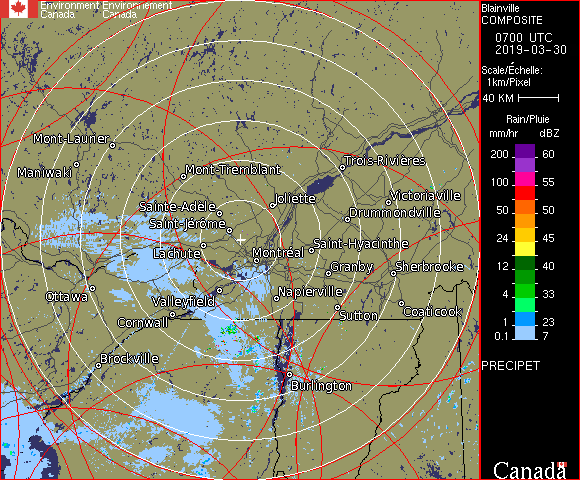 Environment Environnement
Canada Canada
Blainville
COMPOSITE
0700 UTC
2019-03-30
Scale/Échelle:
1km/Pixel
40 KM
Rain/Pluie
mm/hr dBZ
200 60
100 55
50 50
24 45
12 40
4 33
1 23
0.1 7
PRECIPET
Canada
Mont-Laurier
Maniwaki
Mont-Tremblant
Trois-Rivières
Joliette
Victoriaville
Sainte-Adèle
Drummondville
Saint-Jérôme
Lachute
Montréal
Saint-Hyacinthe
Granby
Sherbrooke
Ottawa
Valleyfield
Napierville
Cornwall
Sutton
Coaticook
Brockville
Burlington